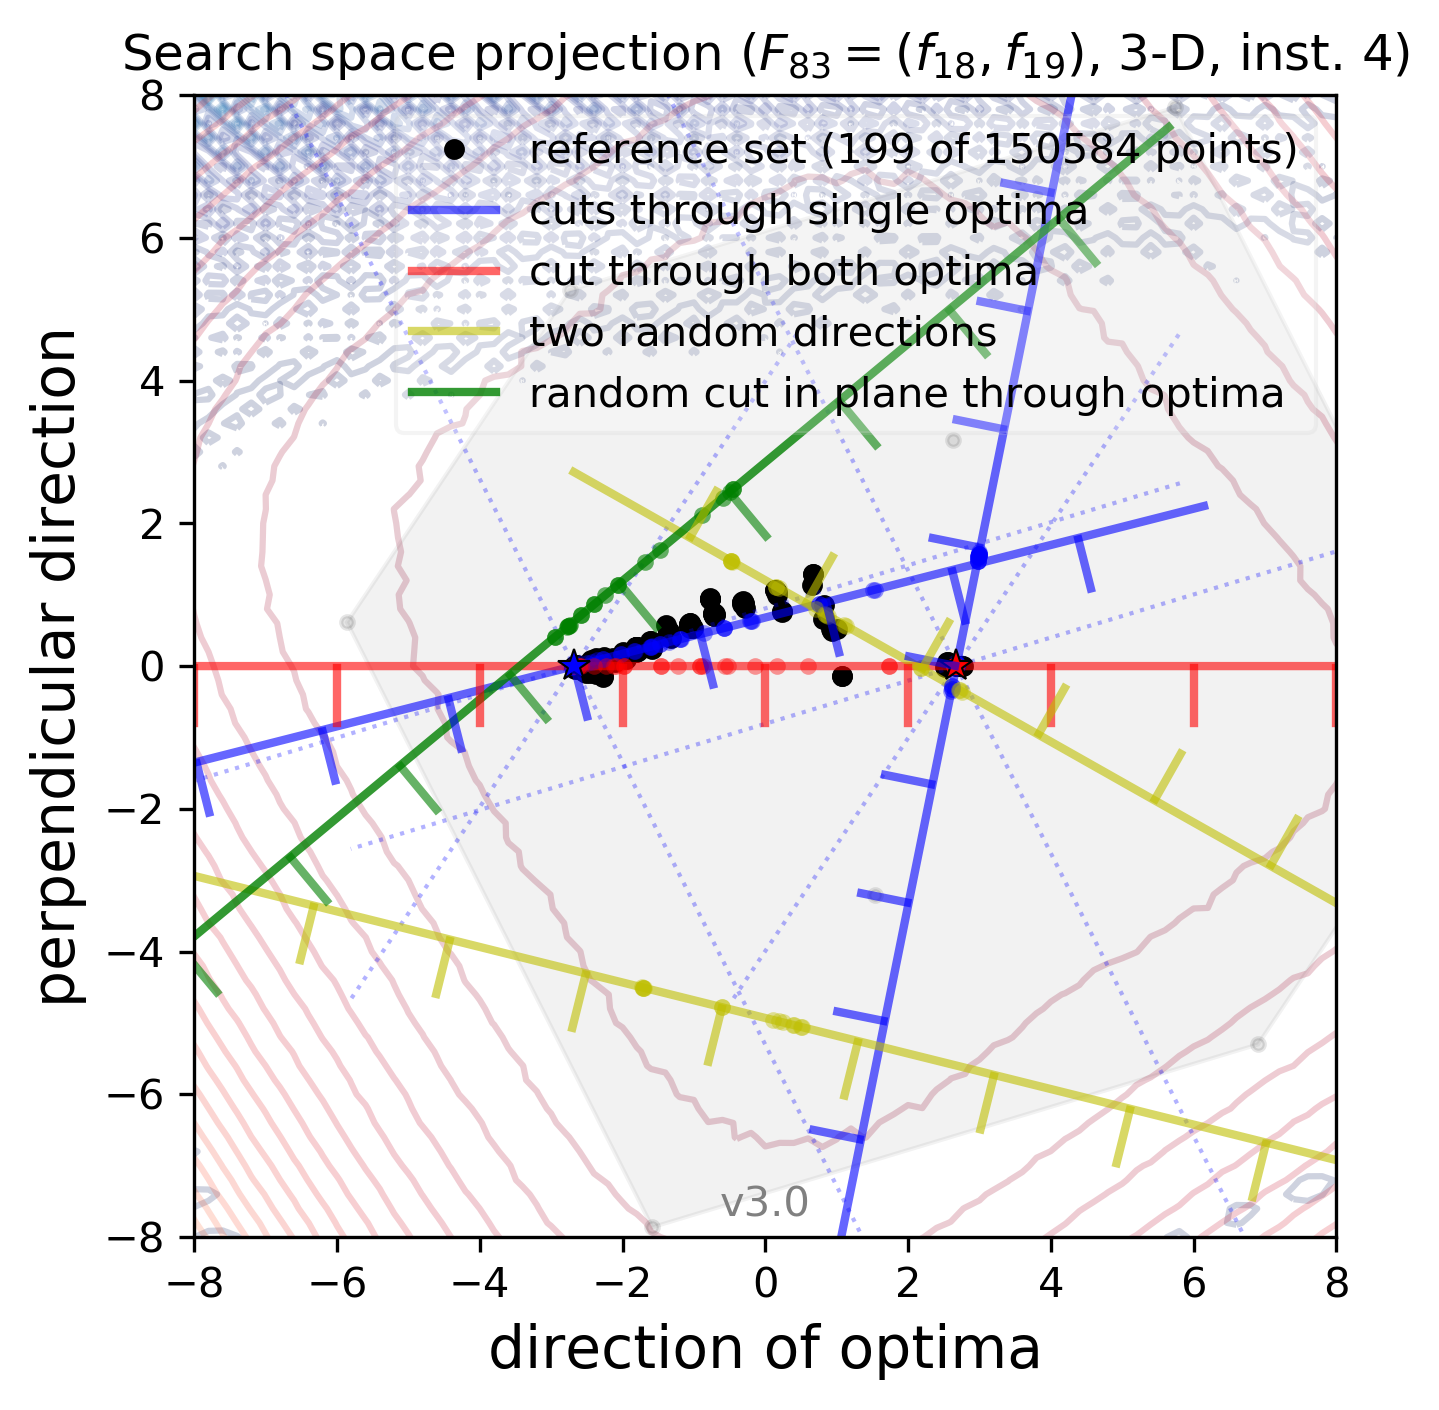 Search space projection (F₈₃ = (f₁₈, f₁₉), 3-D, inst. 4)
reference set (199 of 150584 points)
cuts through single optima
cut through both optima
two random directions
random cut in plane through optima
8
6
4
2
0
−2
−4
−6
−8
perpendicular direction
v3.0
−8 −6 −4 −2 0 2 4 6 8
direction of optima